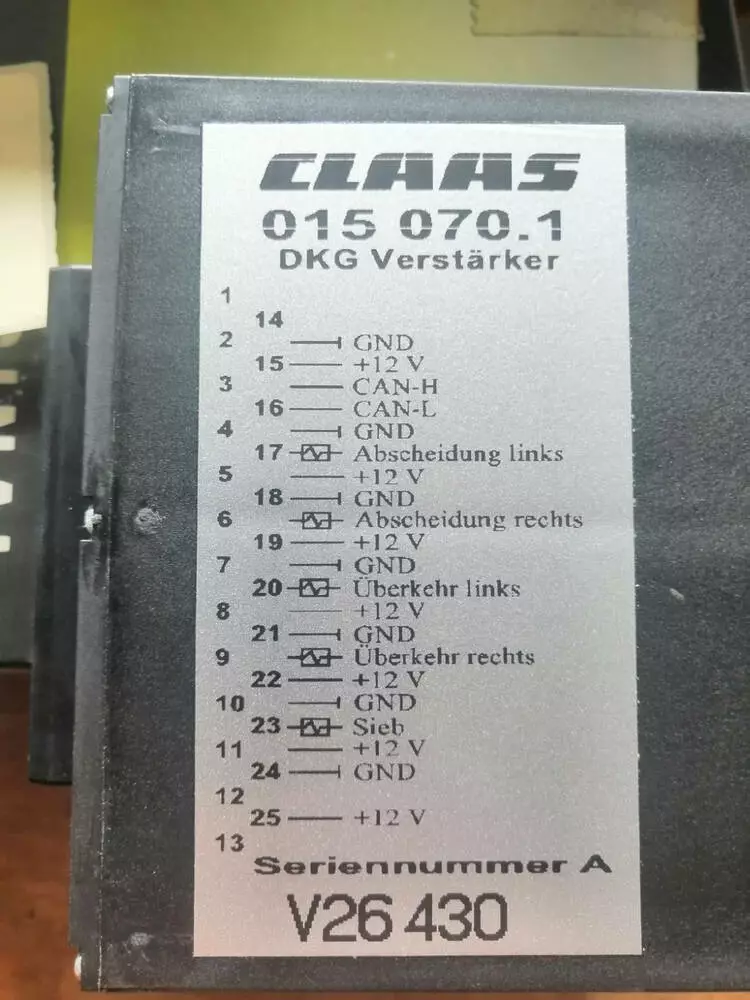 CLAAS
015 070.1
DKG Verstärker
1
14
2 GND
15 +12 V
3 CAN-H
16 CAN-L
4 GND
17 Abscheidung links
5 +12 V
18 GND
6 Abscheidung rechts
19 +12 V
7 GND
20 Überkehr links
8 +12 V
21 GND
9 Überkehr rechts
22 +12 V
10 GND
23 Sieb
11 +12 V
24 GND
12
25 +12 V
13
Seriennummer A
V26 430